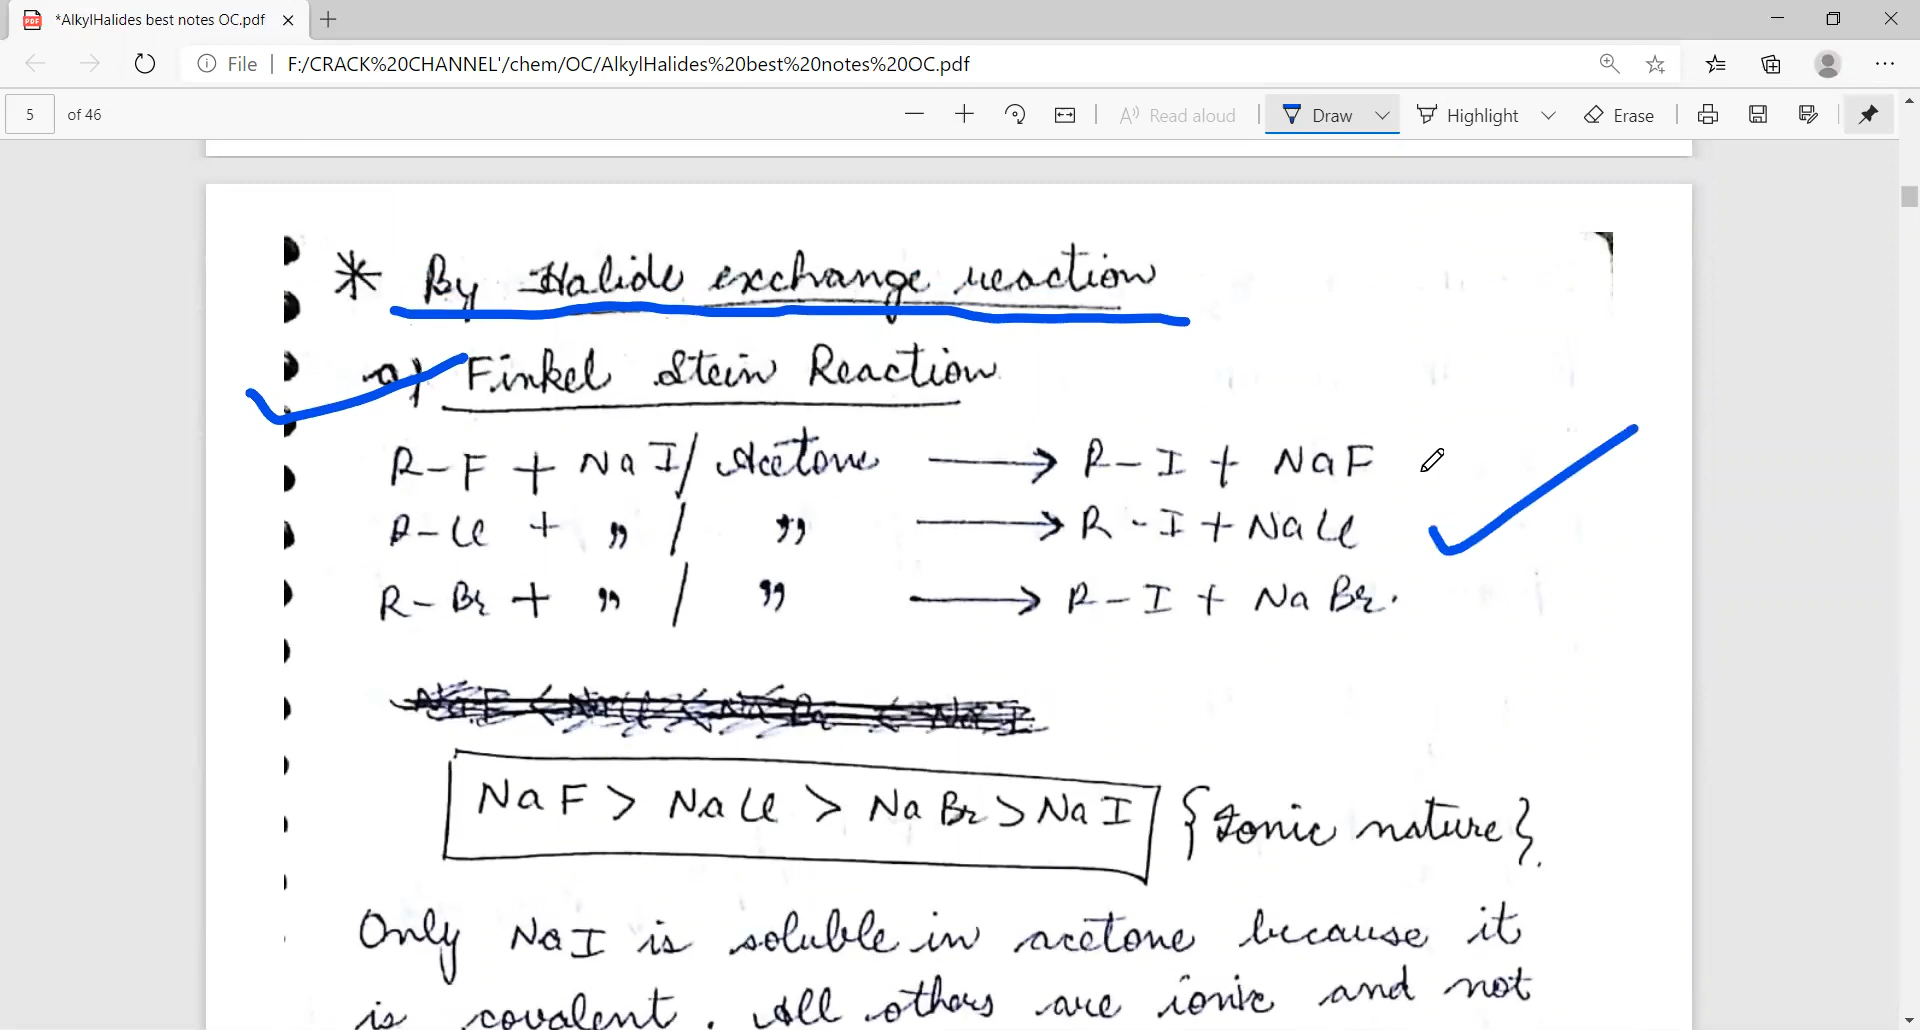 *AlkylHalides best notes OC.pdf
File | F:/CRACK%20CHANNEL'/chem/OC/AlkylHalides%20best%20notes%20OC.pdf
5 of 46 Read aloud Draw Highlight Erase
* By Halide exchange reaction
a) Finkel Stein Reaction
R-F + NaI/ Acetone → R-I + NaF
R-Cl + ,, / ,, → R-I + NaCl
R-Br + ,, / ,, → R-I + NaBr.
NaF > NaCl > NaBr > NaI {Ionic nature}.
Only NaI is soluble in acetone because it
is covalent. All others are ionic and not